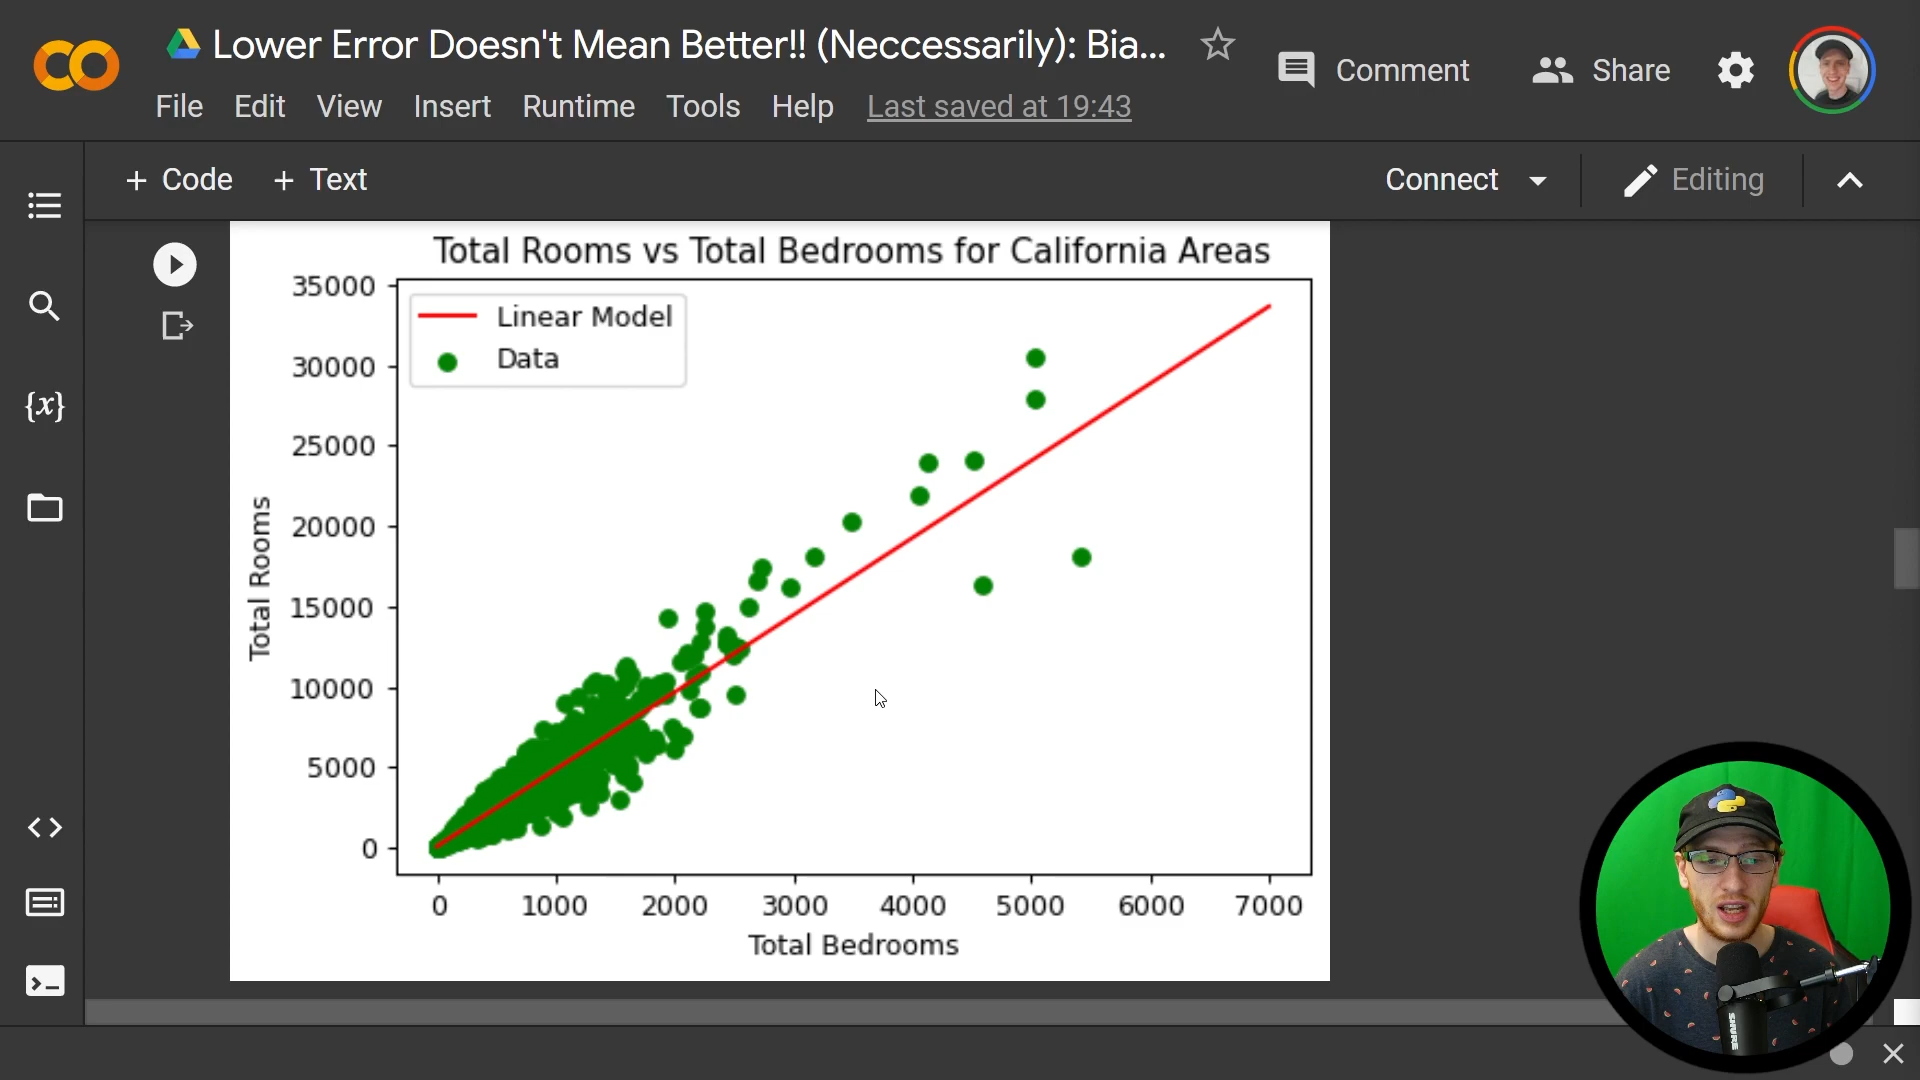 Lower Error Doesn't Mean Better!! (Neccessarily): Bia...
Comment
Share
File Edit View Insert Runtime Tools Help Last saved at 19:43
+ Code + Text
Connect
Editing
Total Rooms vs Total Bedrooms for California Areas
35000
30000
25000
20000
15000
10000
5000
0
Total Rooms
Linear Model
Data
0 1000 2000 3000 4000 5000 6000 7000
Total Bedrooms
{x}
SHURE